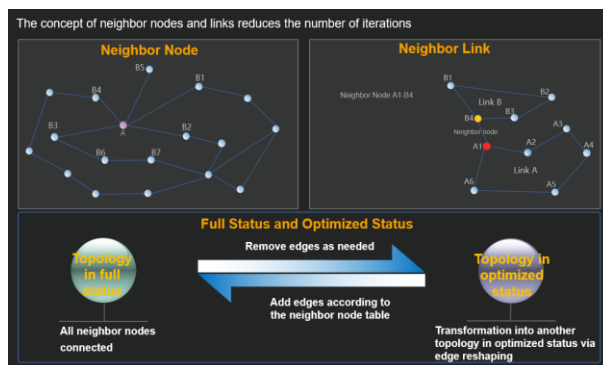 The concept of neighbor nodes and links reduces the number of iterations
Neighbor Node
B5
B4
B1
A
B3
B2
B6
B7
Neighbor Link
Neighbor Node A1-B4
B1
Link B
B2
B4
B3
Neighbor node
A3
A1
A2
A4
Link A
A6
A5
Full Status and Optimized Status
Topology
in full
status
All neighbor nodes
connected
Remove edges as needed
Add edges according to
the neighbor node table
Topology in
optimized
status
Transformation into another
topology in optimized status via
edge reshaping